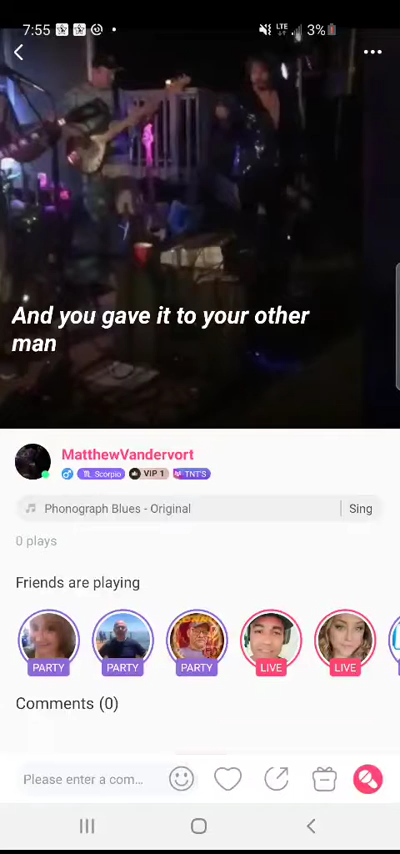 7:55
LTE
3%
And you gave it to your other
man
MatthewVandervort
Scorpio
VIP 1
TNT'S
Phonograph Blues - Original
Sing
0 plays
Friends are playing
PARTY
PARTY
PARTY
LIVE
LIVE
Comments (0)
Please enter a com...